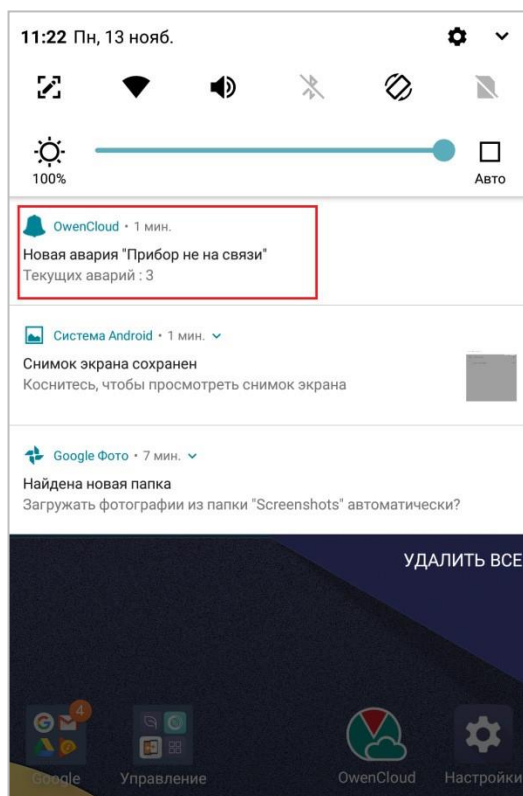 11:22 Пн, 13 нояб.
100%
Авто
OwenCloud • 1 мин.
Новая авария "Прибор не на связи"
Текущих аварий : 3
Система Android • 1 мин.
Снимок экрана сохранен
Коснитесь, чтобы просмотреть снимок экрана
Google Фото • 7 мин.
Найдена новая папка
Загружать фотографии из папки "Screenshots" автоматически?
УДАЛИТЬ ВСЕ
4
Google Управление OwenCloud Настройки